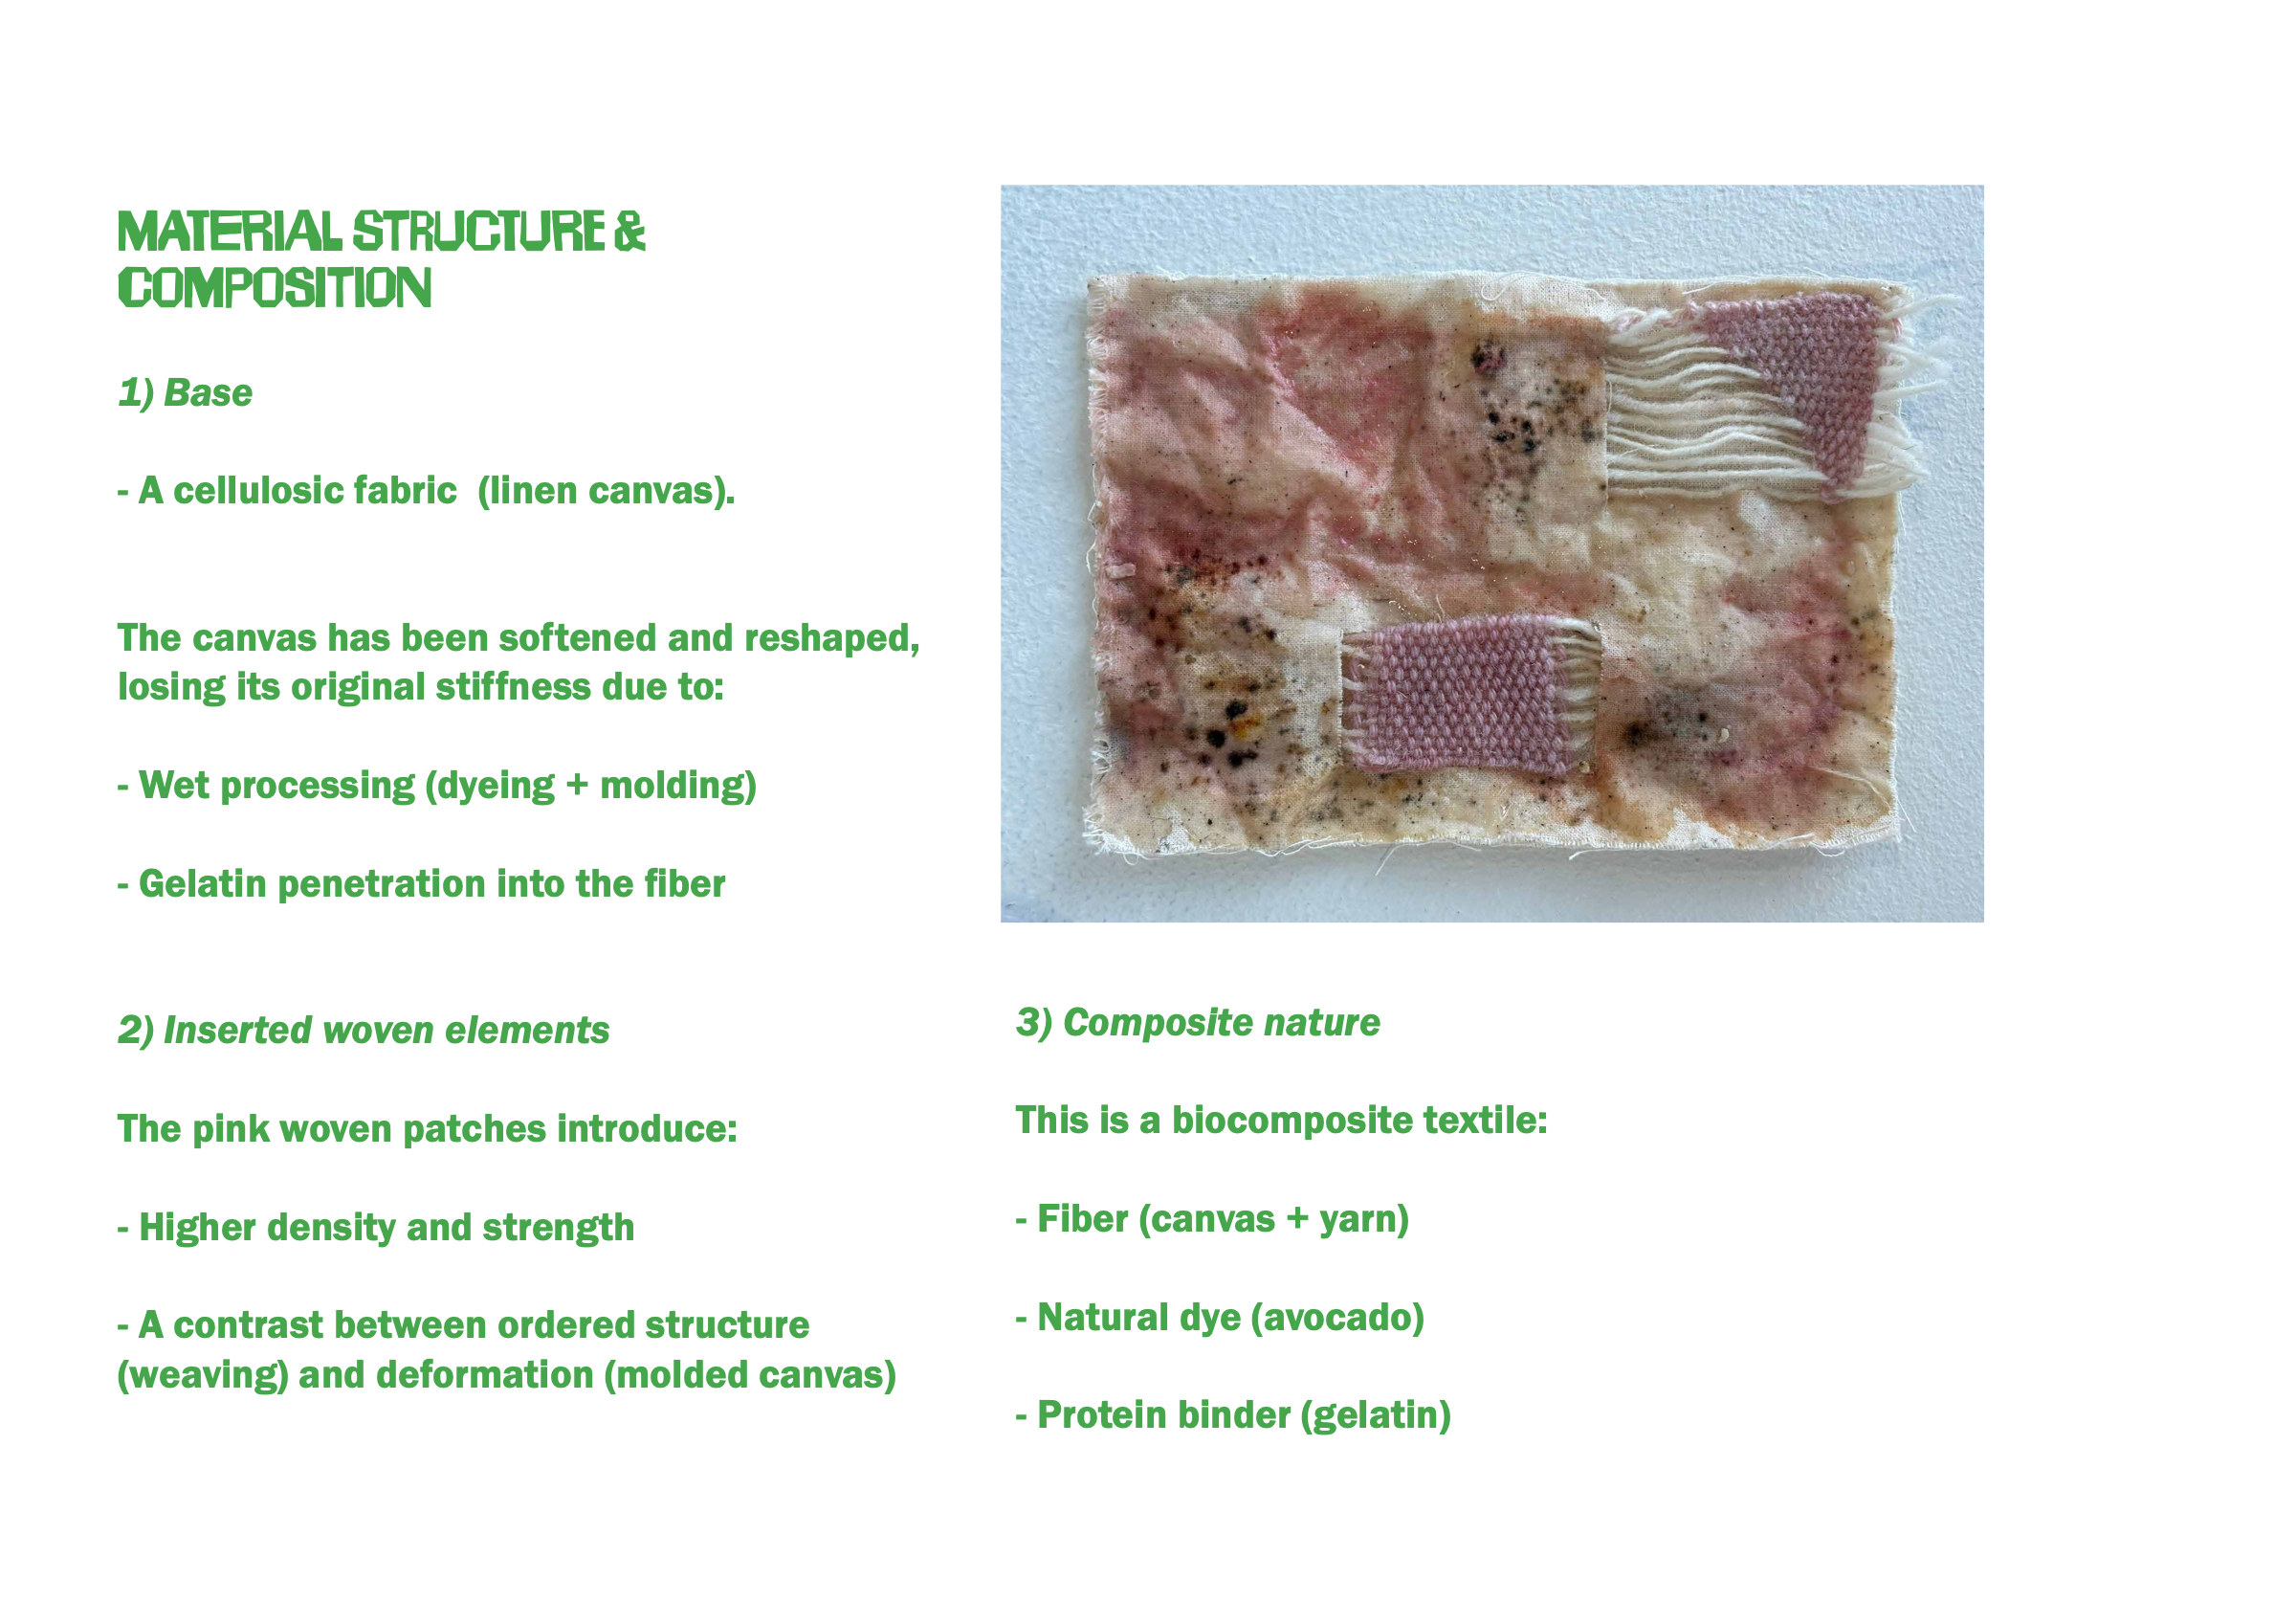 MATERIAL STRUCTURE &
COMPOSITION
1) Base
- A cellulosic fabric  (linen canvas).
The canvas has been softened and reshaped,
losing its original stiffness due to:
- Wet processing (dyeing + molding)
- Gelatin penetration into the fiber
2) Inserted woven elements
The pink woven patches introduce:
- Higher density and strength
- A contrast between ordered structure
(weaving) and deformation (molded canvas)
3) Composite nature
This is a biocomposite textile:
- Fiber (canvas + yarn)
- Natural dye (avocado)
- Protein binder (gelatin)